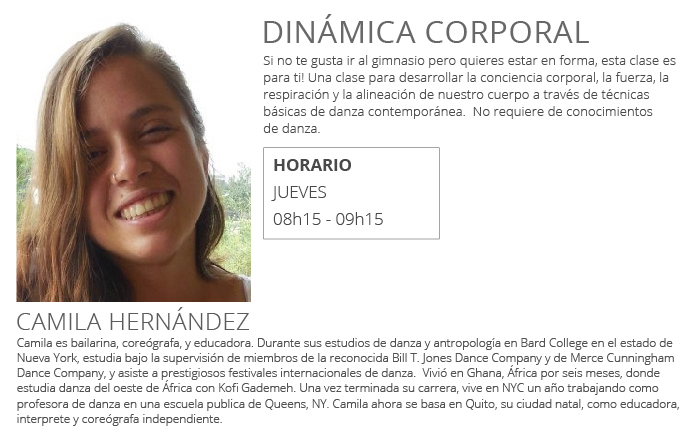 DINÁMICA CORPORAL
Si no te gusta ir al gimnasio pero quieres estar en forma, esta clase es
para ti! Una clase para desarrollar la conciencia corporal, la fuerza, la
respiración y la alineación de nuestro cuerpo a través de técnicas
básicas de danza contemporánea.  No requiere de conocimientos
de danza.
HORARIO
JUEVES
08h15 - 09h15
CAMILA HERNÁNDEZ
Camila es bailarina, coreógrafa, y educadora. Durante sus estudios de danza y antropología en Bard College en el estado de
Nueva York, estudia bajo la supervisión de miembros de la reconocida Bill T. Jones Dance Company y de Merce Cunningham
Dance Company, y asiste a prestigiosos festivales internacionales de danza.  Vivió en Ghana, África por seis meses, donde
estudia danza del oeste de África con Kofi Gademeh. Una vez terminada su carrera, vive en NYC un año trabajando como
profesora de danza en una escuela publica de Queens, NY. Camila ahora se basa en Quito, su ciudad natal, como educadora,
interprete y coreógrafa independiente.